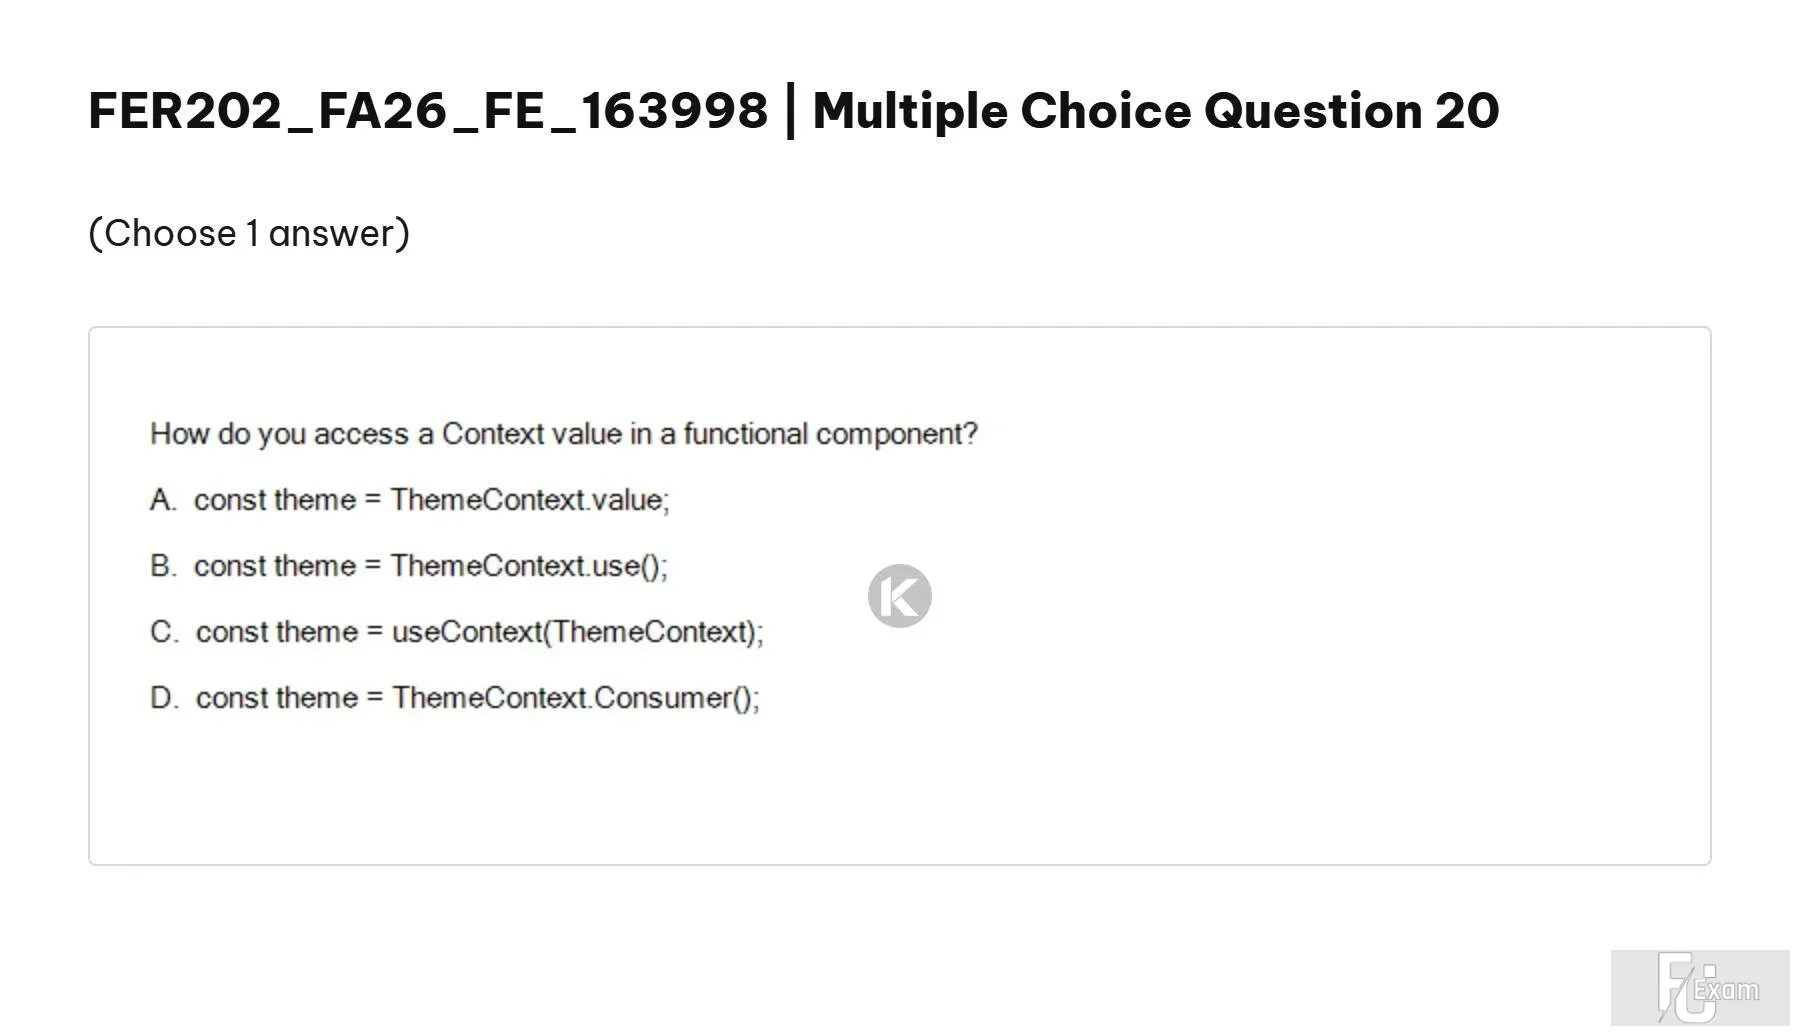 FER202_FA26_FE_163998 | Multiple Choice Question 20
(Choose 1 answer)
How do you access a Context value in a functional component?
A. const theme = ThemeContext.value;
B. const theme = ThemeContext.use();
C. const theme = useContext(ThemeContext);
D. const theme = ThemeContext.Consumer();
K
FU Exam